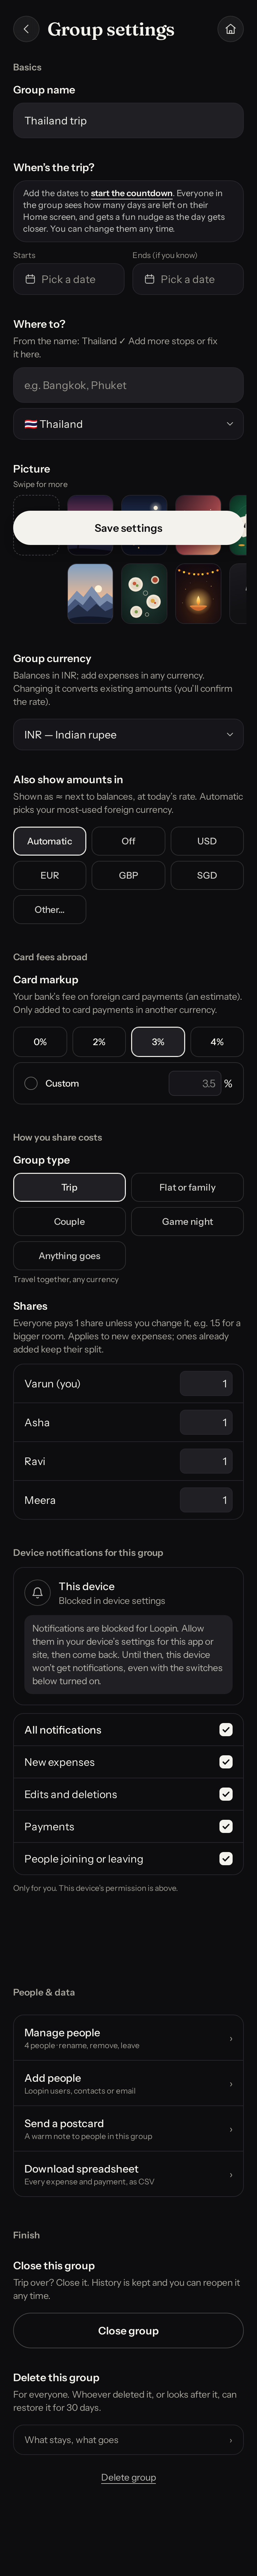 Group settings
Basics
Group name
Thailand trip
When's the trip?
Add the dates to start the countdown. Everyone in
the group sees how many days are left on their
Home screen, and gets a fun nudge as the day gets
closer. You can change them any time.
Starts
Ends (if you know)
Pick a date
Pick a date
Where to?
From the name: Thailand ✓ Add more stops or fix
it here.
e.g. Bangkok, Phuket
🇹🇭 Thailand
Picture
Swipe for more
Save settings
Group currency
Balances in INR; add expenses in any currency.
Changing it converts existing amounts (you'll confirm
the rate).
INR — Indian rupee
Also show amounts in
Shown as ≈ next to balances, at today's rate. Automatic
picks your most-used foreign currency.
Automatic
Off
USD
EUR
GBP
SGD
Other...
Card fees abroad
Card markup
Your bank's fee on foreign card payments (an estimate).
Only added to card payments in another currency.
0%
2%
3%
4%
Custom
3.5 %
How you share costs
Group type
Trip
Flat or family
Couple
Game night
Anything goes
Travel together, any currency
Shares
Everyone pays 1 share unless you change it, e.g. 1.5 for a
bigger room. Applies to new expenses; ones already
added keep their split.
Varun (you) 1
Asha 1
Ravi 1
Meera 1
Device notifications for this group
This device
Blocked in device settings
Notifications are blocked for Loopin. Allow
them in your device's settings for this app or
site, then come back. Until then, this device
won't get notifications, even with the switches
below turned on.
All notifications
New expenses
Edits and deletions
Payments
People joining or leaving
Only for you. This device's permission is above.
People & data
Manage people
4 people · rename, remove, leave
Add people
Loopin users, contacts or email
Send a postcard
A warm note to people in this group
Download spreadsheet
Every expense and payment, as CSV
Finish
Close this group
Trip over? Close it. History is kept and you can reopen it
any time.
Close group
Delete this group
For everyone. Whoever deleted it, or looks after it, can
restore it for 30 days.
What stays, what goes
Delete group